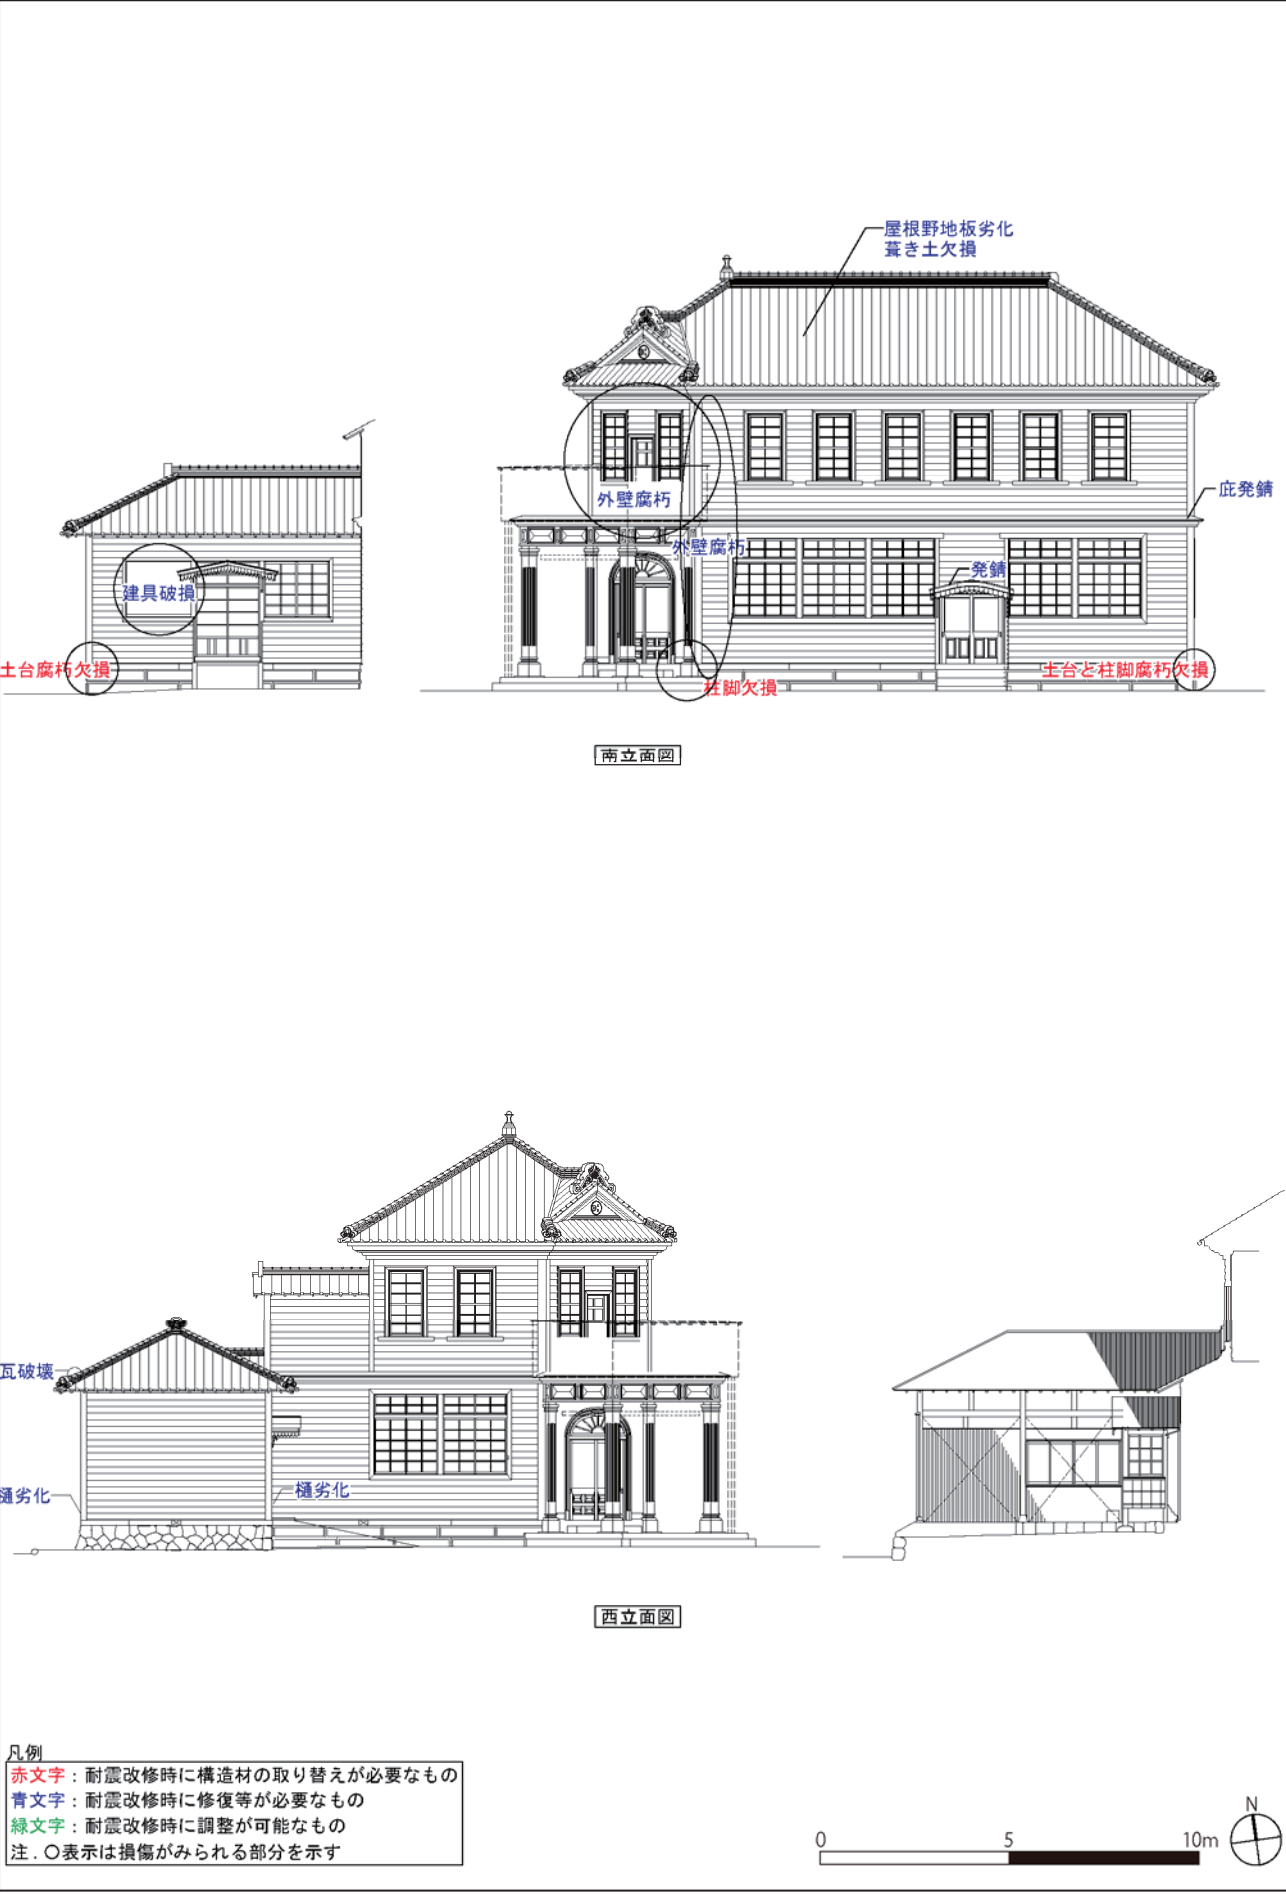 屋根野地板劣化
葺き土欠損
庇発錆
外壁腐朽
外壁腐朽
発錆
建具破損
土台腐朽欠損
土台と柱脚腐朽欠損
柱脚欠損
南立面図
瓦破壊
樋劣化
樋劣化
西立面図
凡例
赤文字：耐震改修時に構造材の取り替えが必要なもの
青文字：耐震改修時に修復等が必要なもの
緑文字：耐震改修時に調整が可能なもの
注．○表示は損傷がみられる部分を示す
0 5 10m
N